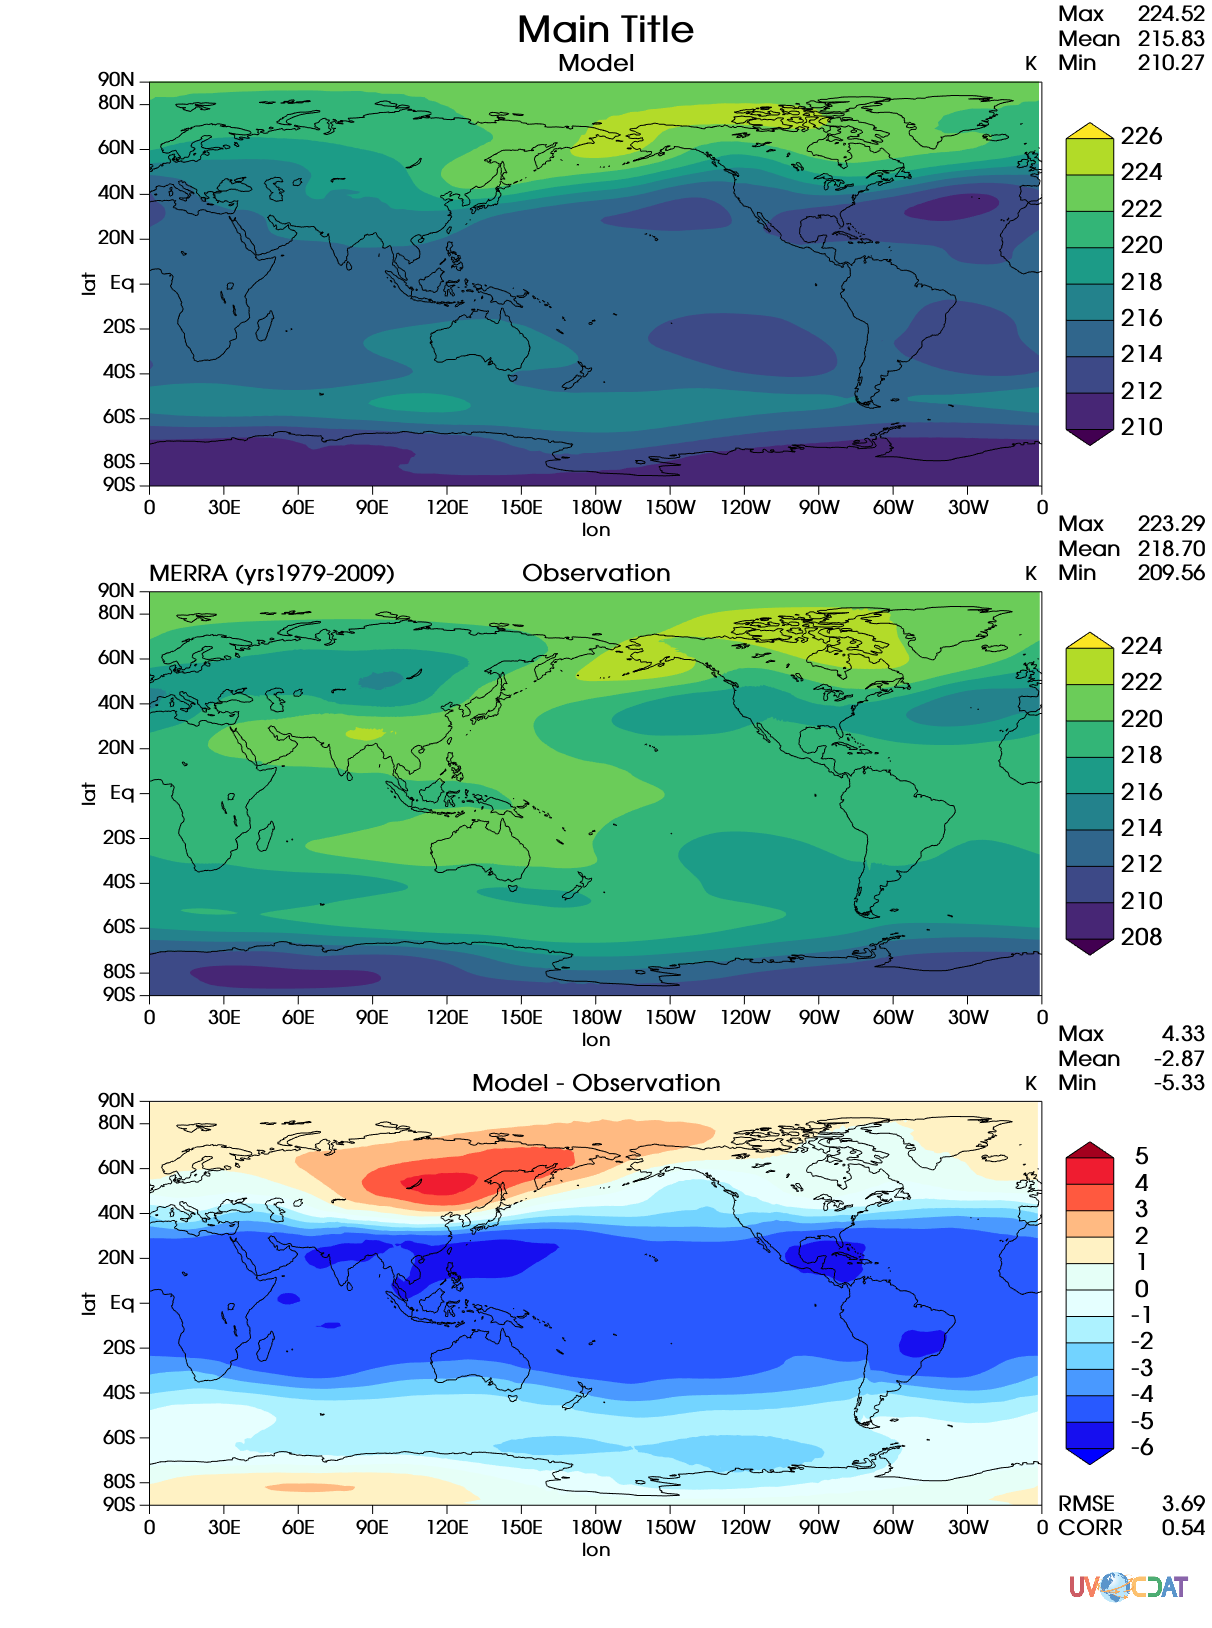 Main Title
Model
K
Max 224.52
Mean 215.83
Min 210.27
90N
80N
60N
40N
20N
Eq
20S
40S
60S
80S
90S
lat
0 30E 60E 90E 120E 150E 180W 150W 120W 90W 60W 30W 0
lon
226
224
222
220
218
216
214
212
210
MERRA (yrs1979-2009)
Observation
K
Max 223.29
Mean 218.70
Min 209.56
90N
80N
60N
40N
20N
Eq
20S
40S
60S
80S
90S
lat
0 30E 60E 90E 120E 150E 180W 150W 120W 90W 60W 30W 0
lon
224
222
220
218
216
214
212
210
208
Model - Observation
K
Max 4.33
Mean -2.87
Min -5.33
90N
80N
60N
40N
20N
Eq
20S
40S
60S
80S
90S
lat
0 30E 60E 90E 120E 150E 180W 150W 120W 90W 60W 30W 0
lon
5
4
3
2
1
0
-1
-2
-3
-4
-5
-6
RMSE 3.69
CORR 0.54
UV CDAT